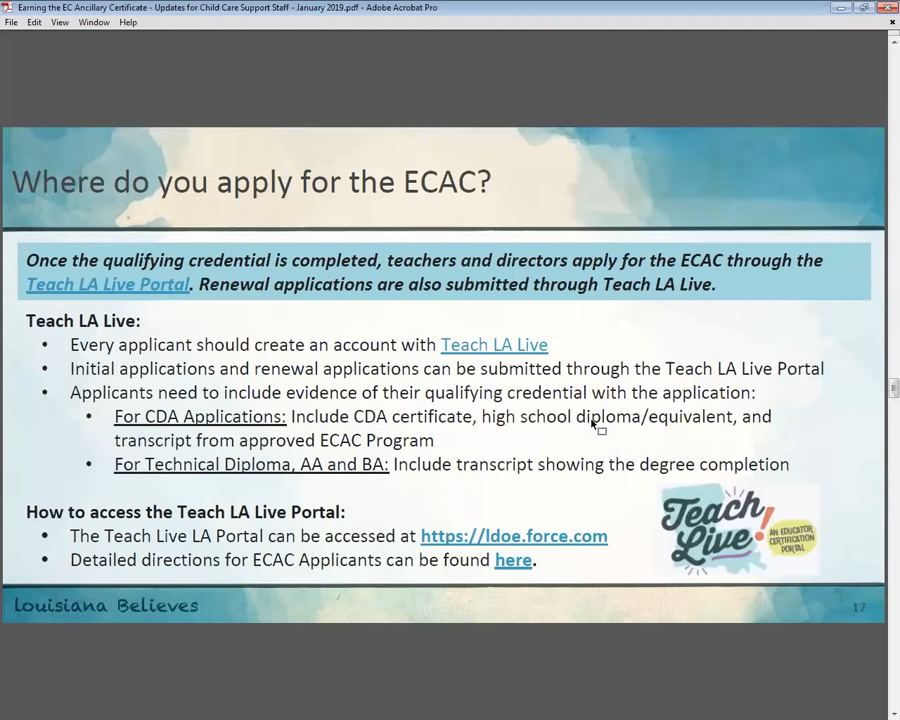 Earning the EC Ancillary Certificate - Updates for Child Care Support Staff - January 2019.pdf - Adobe Acrobat Pro
File Edit View Window Help
Where do you apply for the ECAC?
Once the qualifying credential is completed, teachers and directors apply for the ECAC through the
Teach LA Live Portal. Renewal applications are also submitted through Teach LA Live.
Teach LA Live:
• Every applicant should create an account with Teach LA Live
• Initial applications and renewal applications can be submitted through the Teach LA Live Portal
• Applicants need to include evidence of their qualifying credential with the application:
• For CDA Applications: Include CDA certificate, high school diploma/equivalent, and
transcript from approved ECAC Program
• For Technical Diploma, AA and BA: Include transcript showing the degree completion
How to access the Teach LA Live Portal:
• The Teach Live LA Portal can be accessed at https://ldoe.force.com
• Detailed directions for ECAC Applicants can be found here.
Teach
Live!
AN EDUCATOR
CERTIFICATION
PORTAL
Louisiana Believes
17